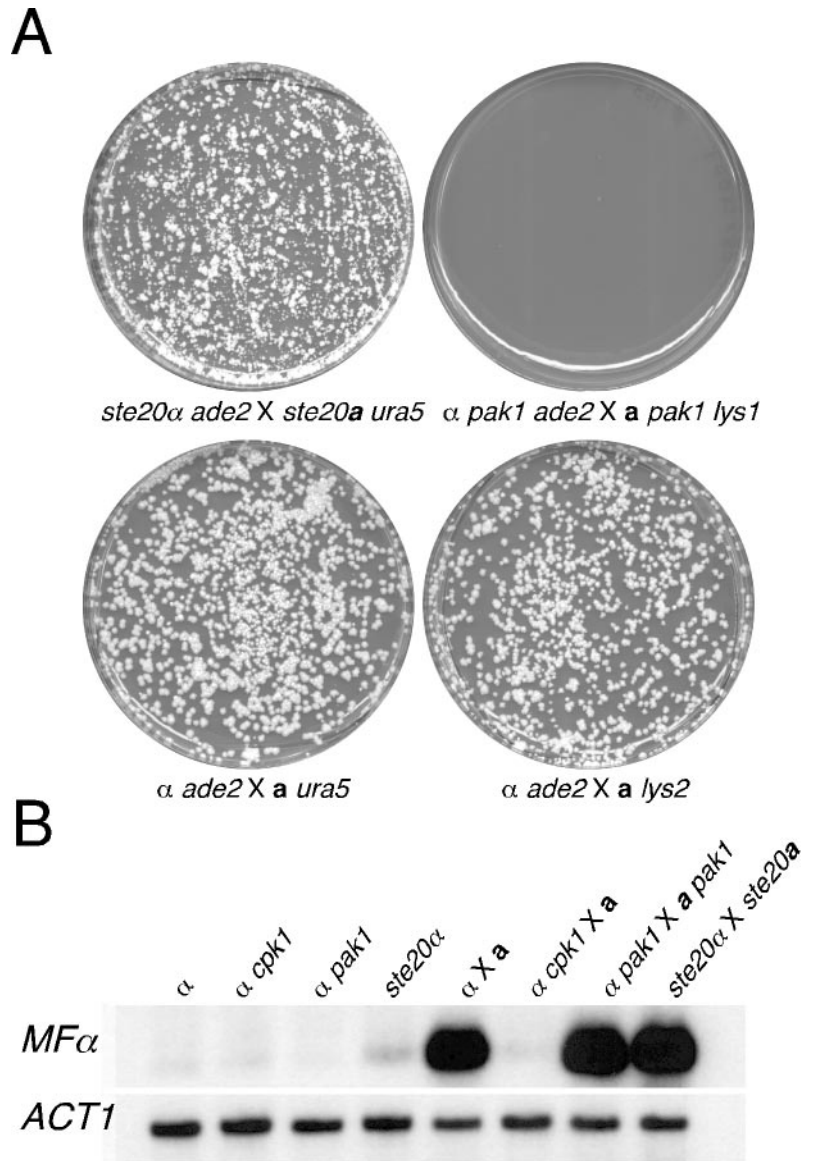 A
ste20α ade2 X ste20a ura5 α pak1 ade2 X a pak1 lys1
α ade2 X a ura5 α ade2 X a lys2
B
α
α cpk1
α pak1
ste20α
α X a
α cpk1 X a
α pak1 X a pak1
ste20α X ste20a
MFα
ACT1